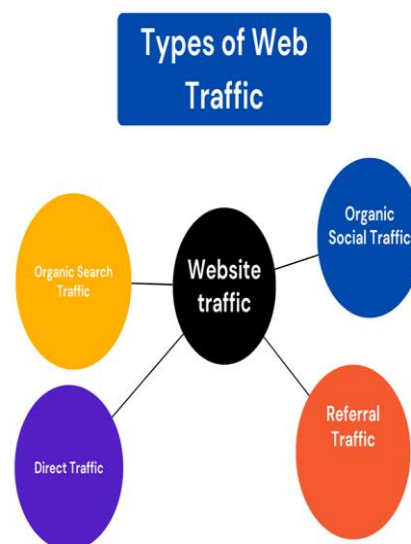 Types of Web
Traffic
Organic
Social Traffic
Organic Search
Traffic
Website
traffic
Referral
Traffic
Direct Traffic